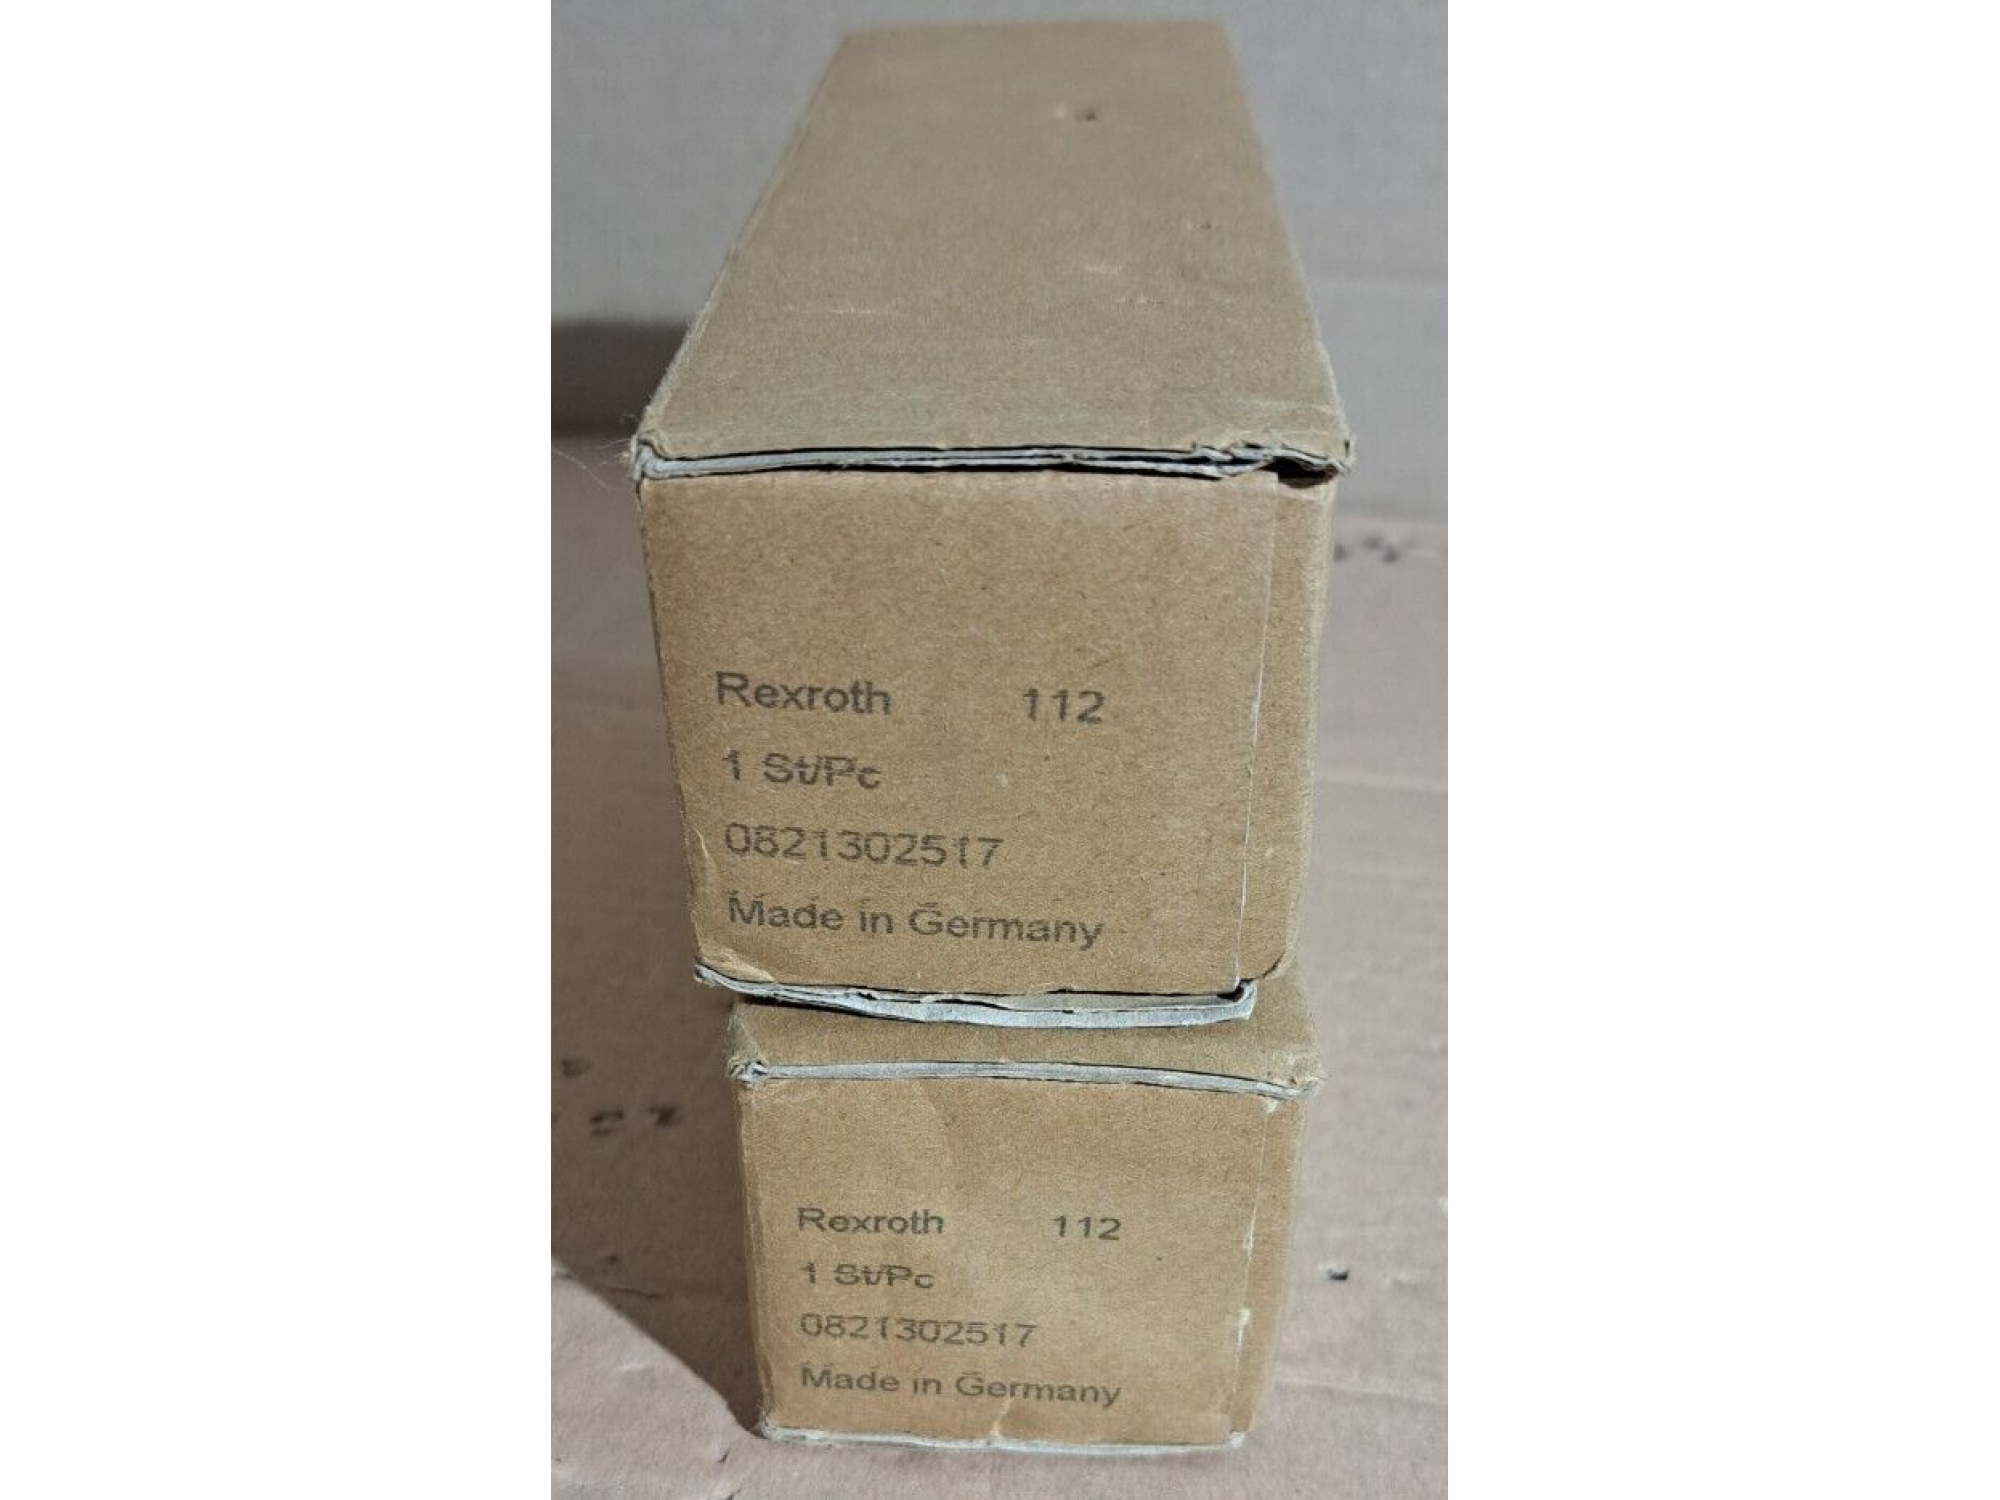 Rexroth 112
1 St/Pc
0821302517
Made in Germany
Rexroth 112
1 St/Pc
0821302517
Made in Germany